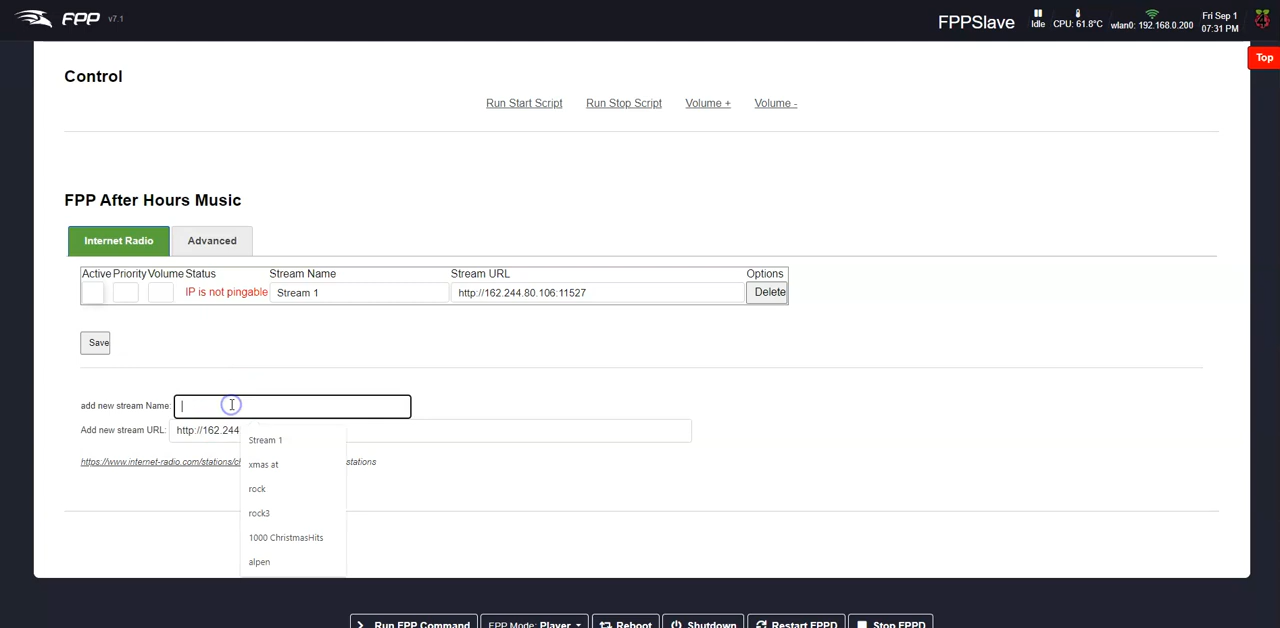 FPP v7.1
FPPSlave
Idle
CPU: 61.8°C
wlan0: 192.168.0.200
Fri Sep 1
07:31 PM
Top
Control
Run Start Script Run Stop Script Volume + Volume -
FPP After Hours Music
Internet Radio Advanced
Active Priority Volume Status Stream Name Stream URL Options
IP is not pingable Stream 1 http://162.244.80.106:11527 Delete
Save
add new stream Name:
Add new stream URL: http://162.244
Stream 1
https://www.internet-radio.com/stations/ch stations
xmas at
rock
rock3
1000 ChristmasHits
alpen
Run FPP Command FPP Mode: Player Reboot Shutdown Restart FPPD Stop FPPD